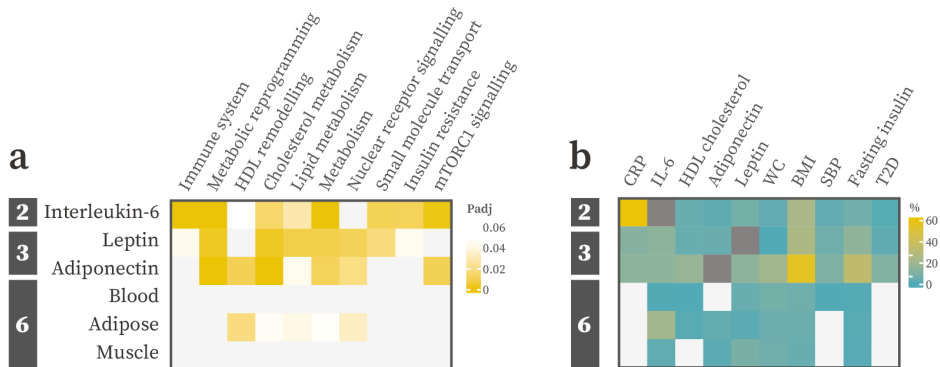 a
Immune system
Metabolic reprogramming
HDL remodelling
Cholesterol metabolism
Lipid metabolism
Metabolism
Nuclear receptor signalling
Small molecule transport
Insulin resistance
mTORC1 signalling
2
Interleukin-6
3
Leptin
Adiponectin
6
Blood
Adipose
Muscle
Padj
0.06
0.04
0.02
0
b
CRP
IL-6
HDL cholesterol
Adiponectin
Leptin
WC
BMI
SBP
Fasting insulin
T2D
2
3
6
%
60
40
20
0